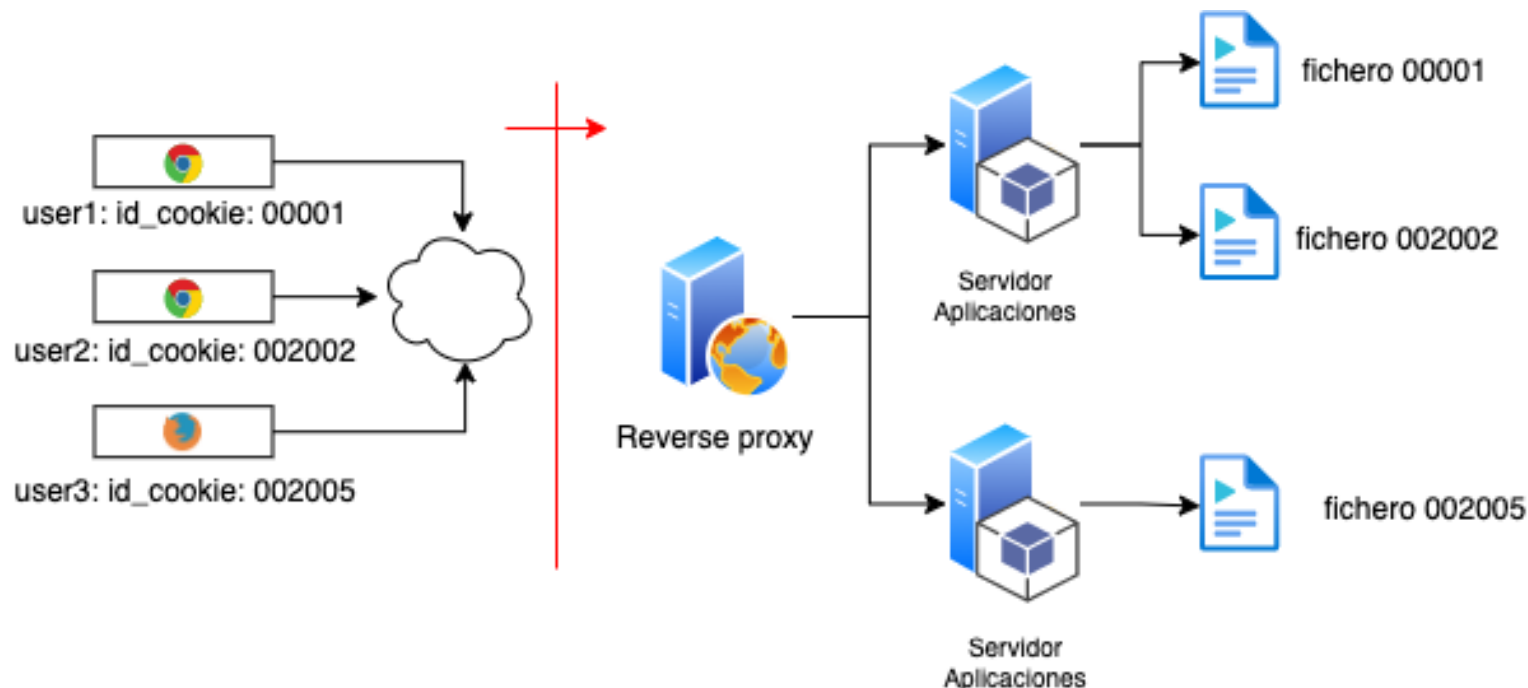 user1: id_cookie: 00001
user2: id_cookie: 002002
user3: id_cookie: 002005
Reverse proxy
Servidor
Aplicaciones
fichero 00001
fichero 002002
Servidor
Aplicaciones
fichero 002005